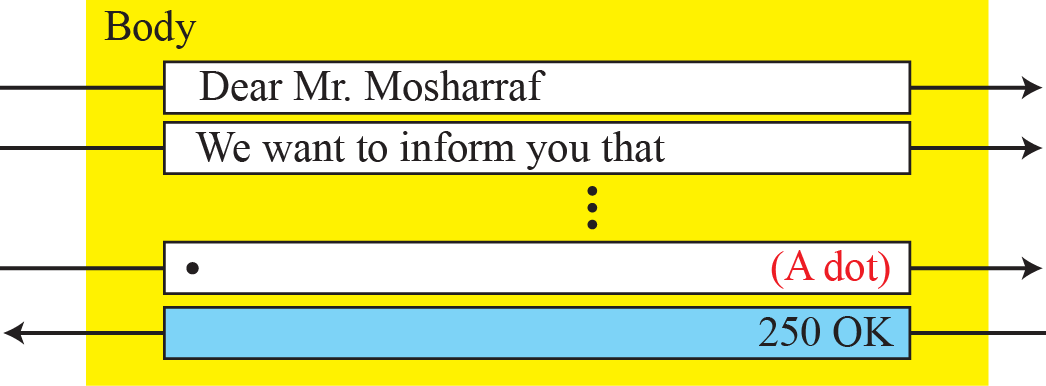 Body
Dear Mr. Mosharraf
We want to inform you that
• (A dot)
250 OK